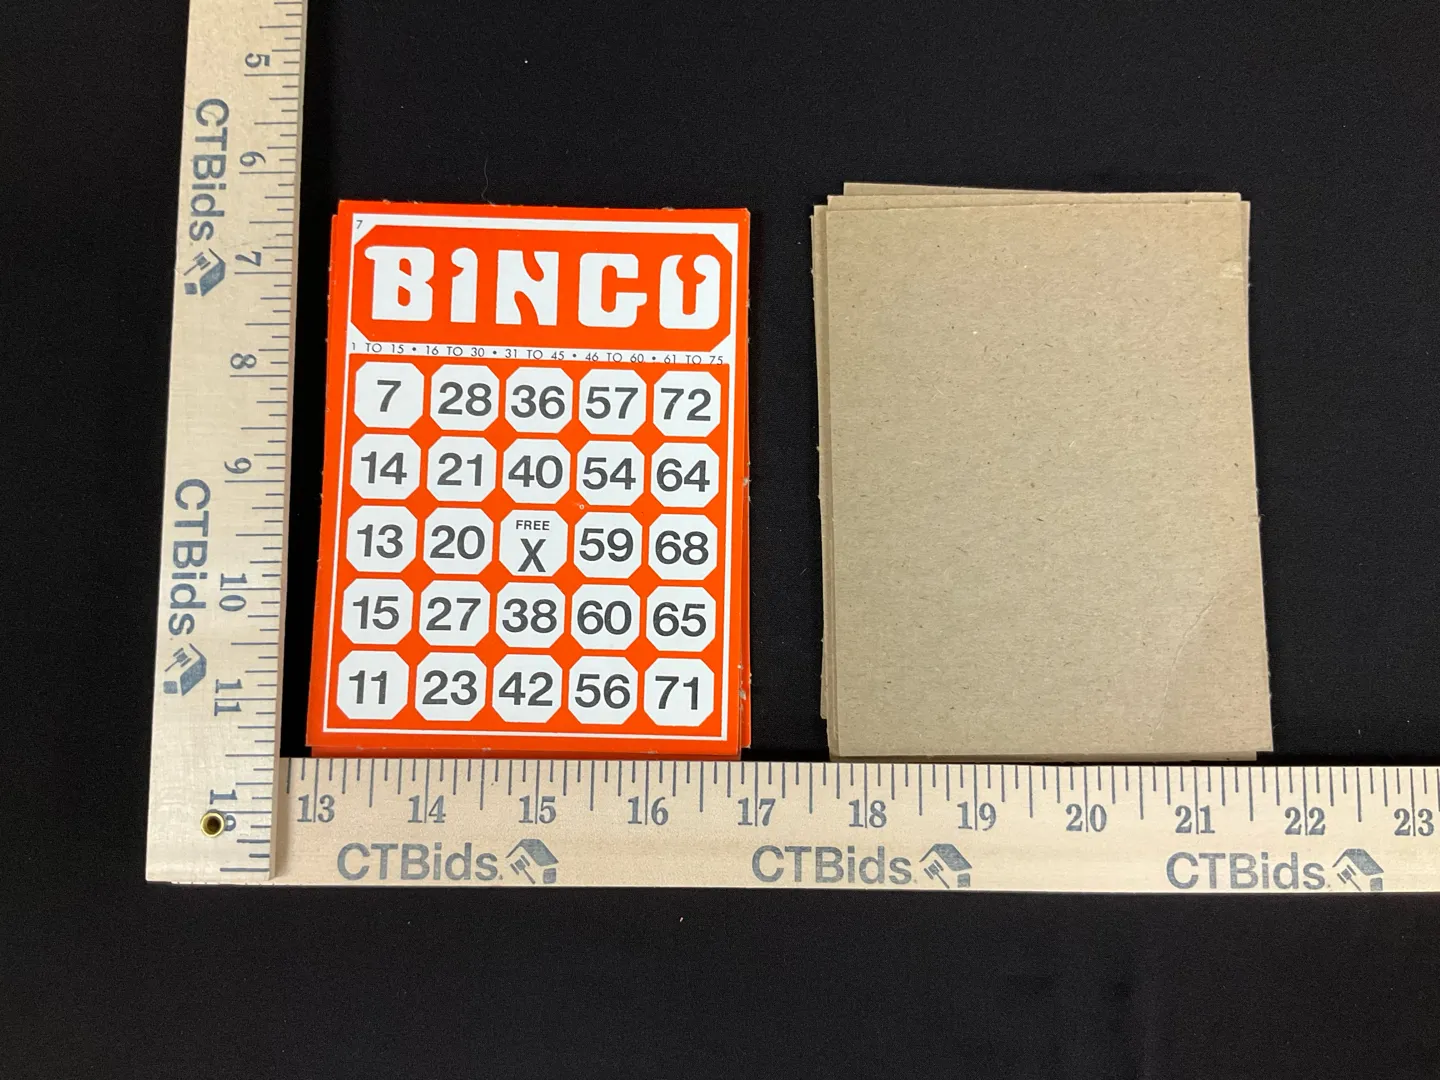 5
6
7
8
9
10
11
12
CTBids
CTBids
7
BINGO
1 TO 15 • 16 TO 30 • 31 TO 45 • 46 TO 60 • 61 TO 75
7 28 36 57 72
14 21 40 54 64
13 20 FREE X 59 68
15 27 38 60 65
11 23 42 56 71
13 14 15 16 17 18 19 20 21 22 23
CTBids. CTBids. CTBids.